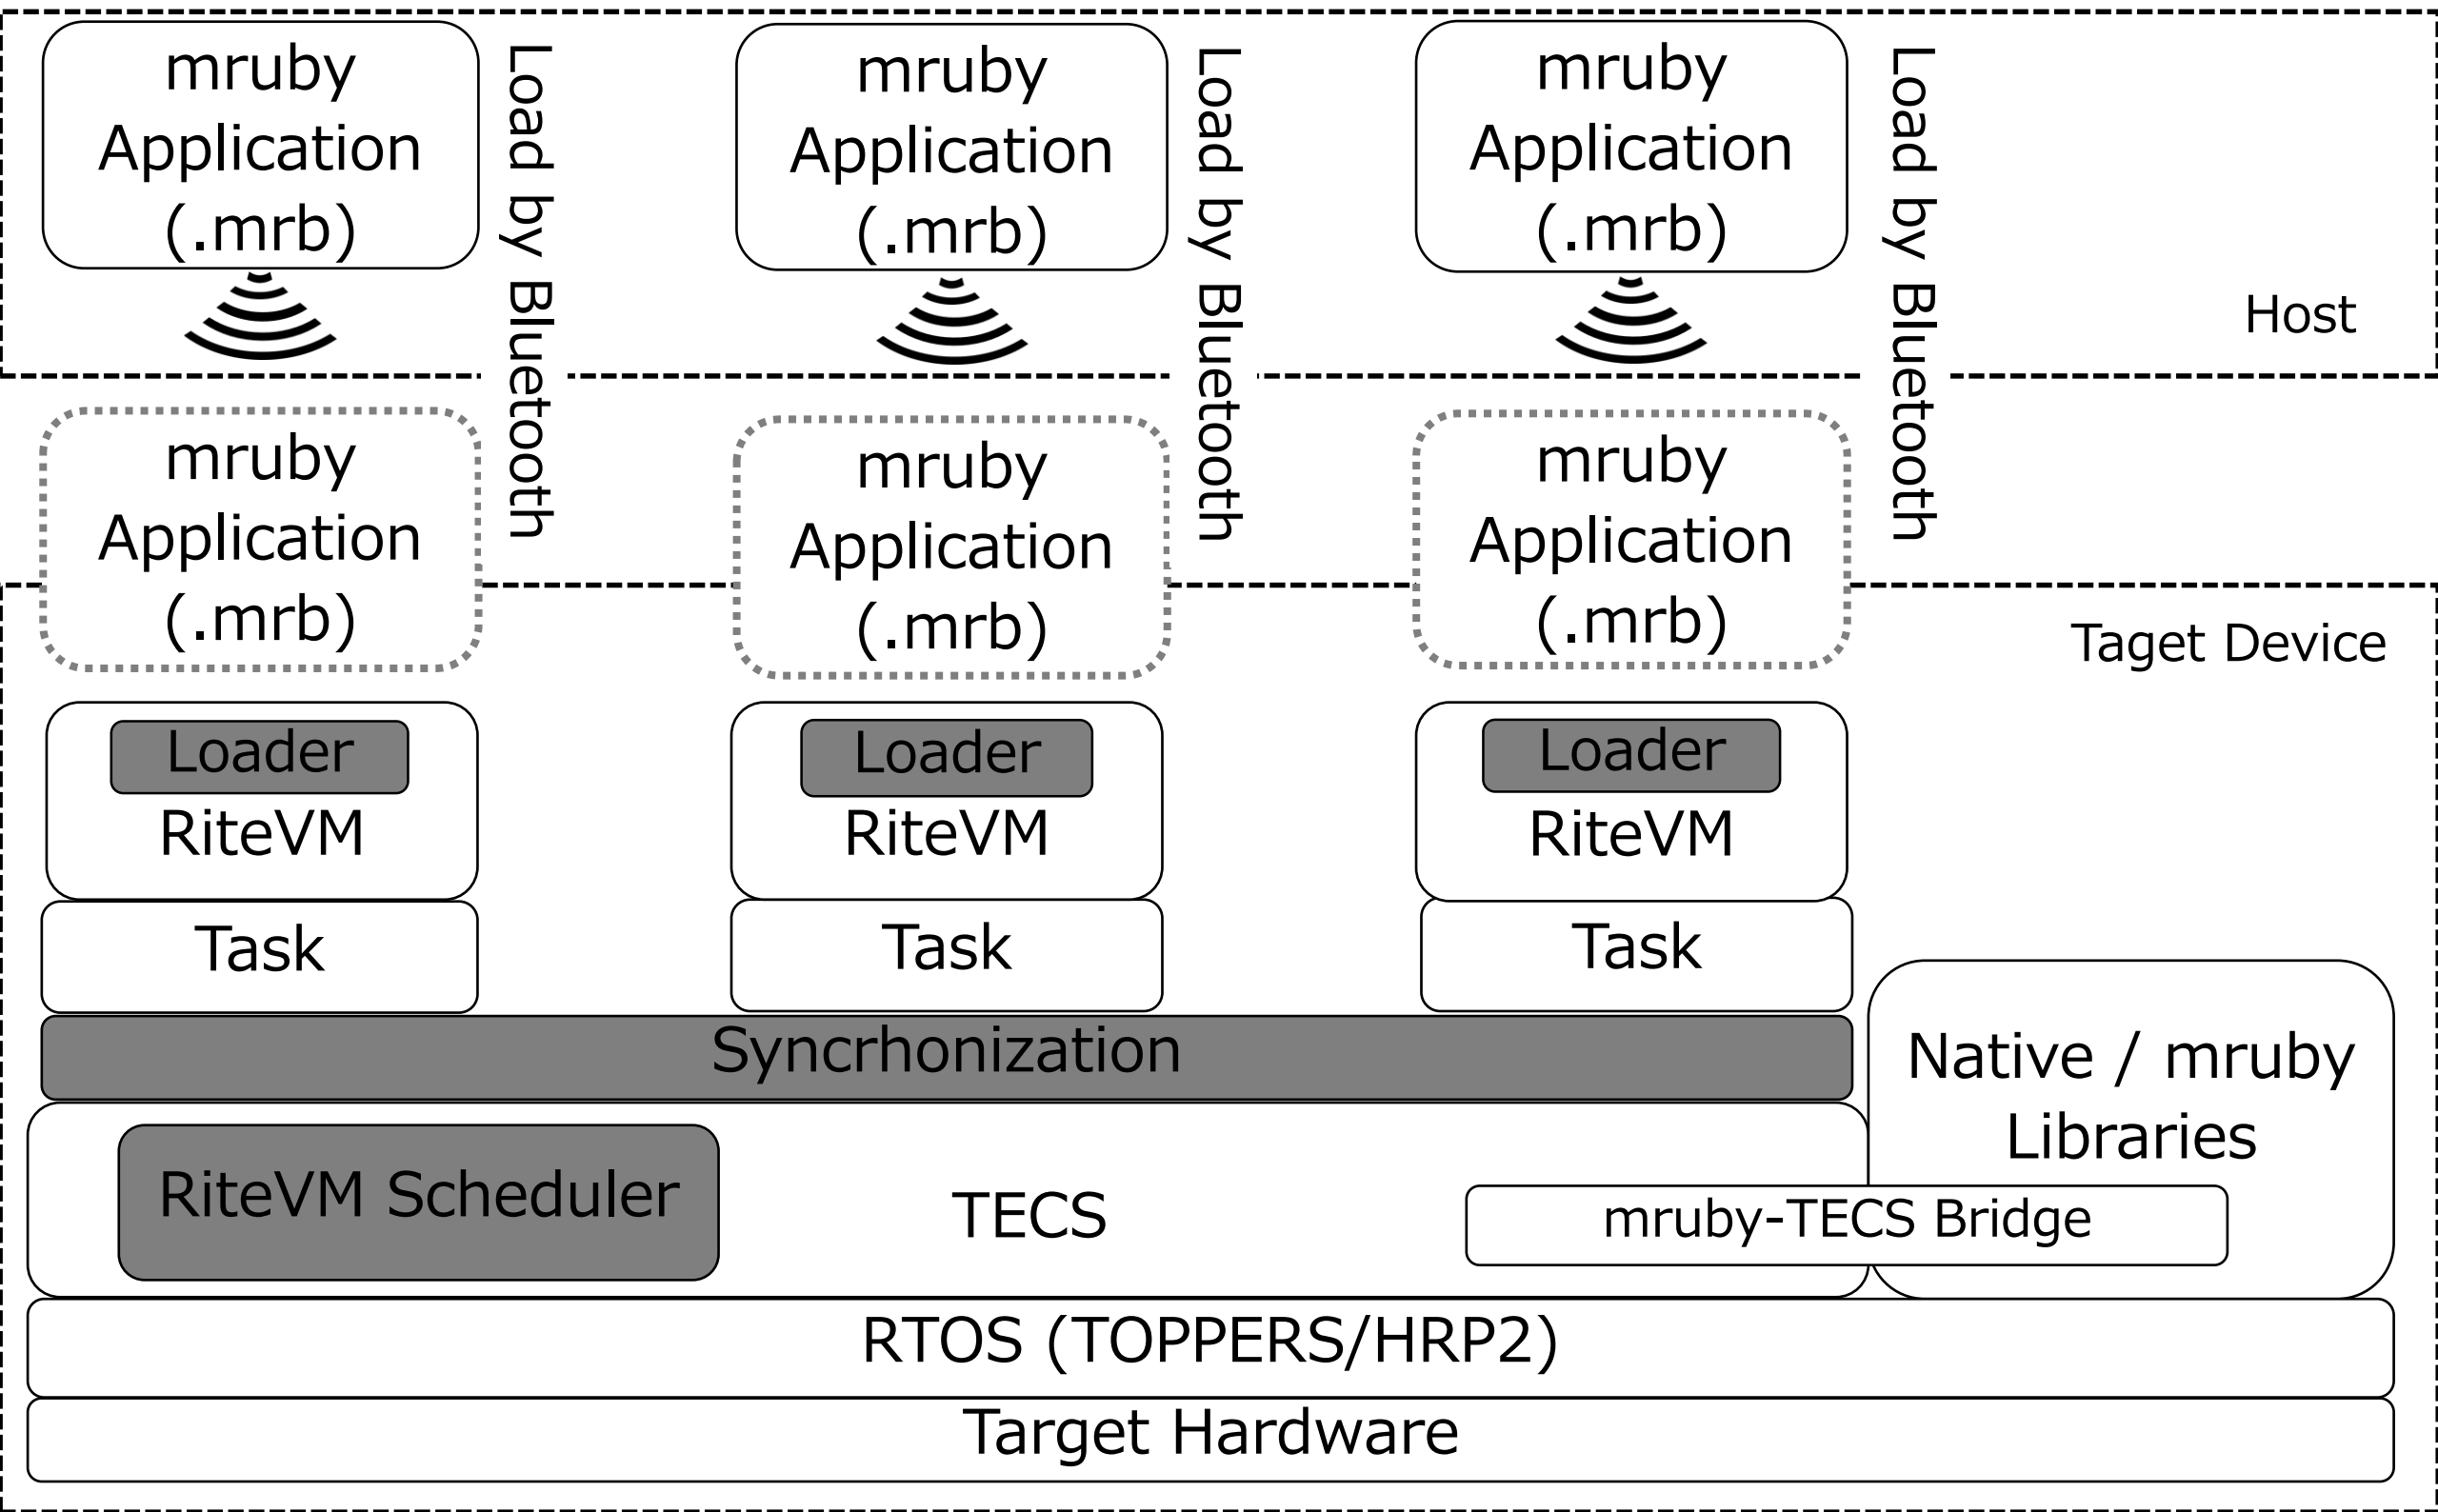 mruby
Application
(.mrb)
Load by Bluetooth
mruby
Application
(.mrb)
Load by Bluetooth
mruby
Application
(.mrb)
Load by Bluetooth
Host
mruby
Application
(.mrb)
mruby
Application
(.mrb)
mruby
Application
(.mrb)
Taget Device
Loader
RiteVM
Task
Loader
RiteVM
Task
Loader
RiteVM
Task
Syncrhonization
Native / mruby
Libraries
RiteVM Scheduler
TECS
mruby-TECS Bridge
RTOS (TOPPERS/HRP2)
Target Hardware